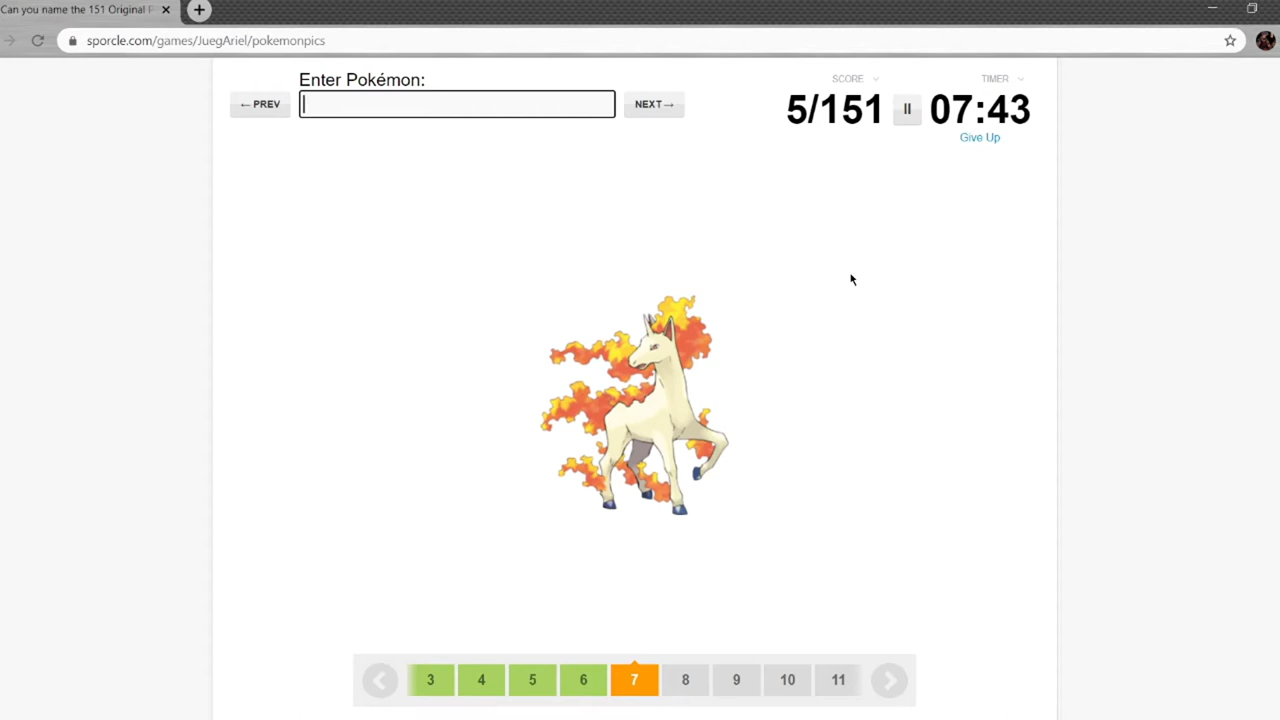 Can you name the 151 Original P
sporcle.com/games/JuegAriel/pokemonpics
Enter Pokémon:
← PREV
NEXT →
SCORE
5/151
TIMER
07:43
Give Up
3 4 5 6 7 8 9 10 11